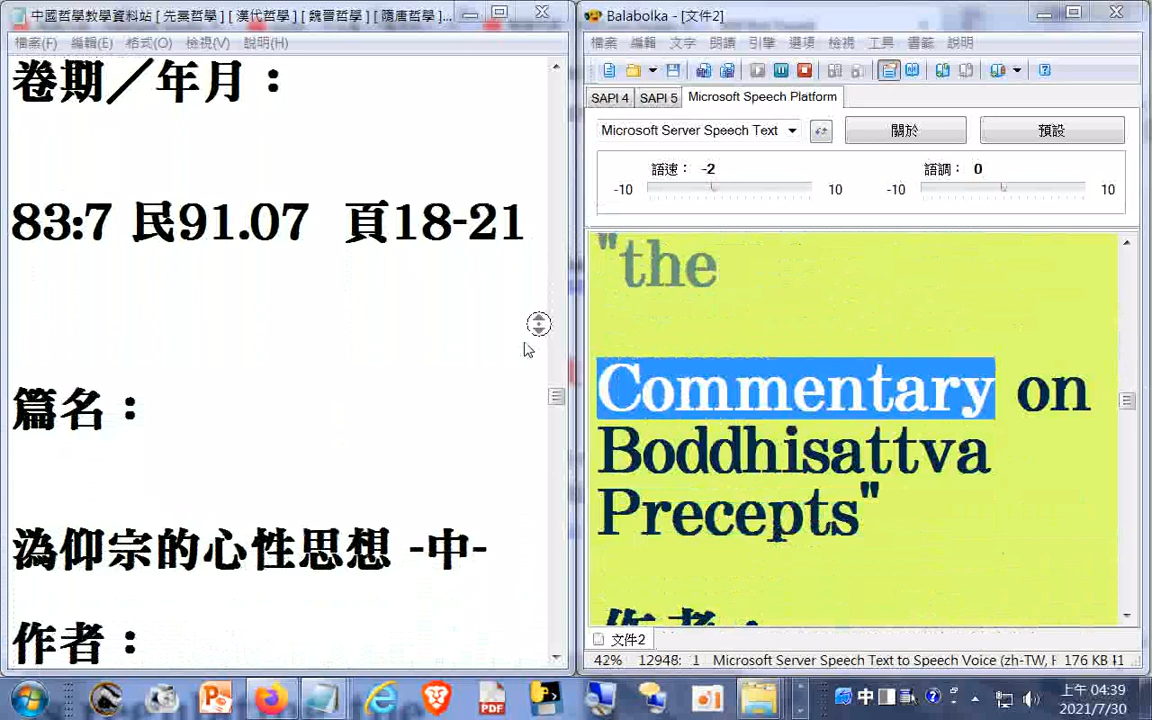 中國哲學教學資料站 [ 先秦哲學 ] [ 漢代哲學 ] [ 魏晉哲學 ] [ 隋唐哲學 ]...
檔案(F) 編輯(E) 格式(O) 檢視(V) 說明(H)
卷期／年月：
83:7 民91.07 頁18-21
篇名：
溈仰宗的心性思想 -中-
作者：
Balabolka - [文件2]
檔案 編輯 文字 朗讀 引擎 選項 檢視 工具 書籤 說明
SAPI 4 SAPI 5 Microsoft Speech Platform
Microsoft Server Speech Text 關於 預設
語速： -2 語調： 0
-10 10 -10 10
"the
Commentary on
Boddhisattva
Precepts"
作者：
文件2
42% 12948: 1 Microsoft Server Speech Text to Speech Voice (zh-TW, H 176 KB
PDF 中 上午 04:39
2021/7/30